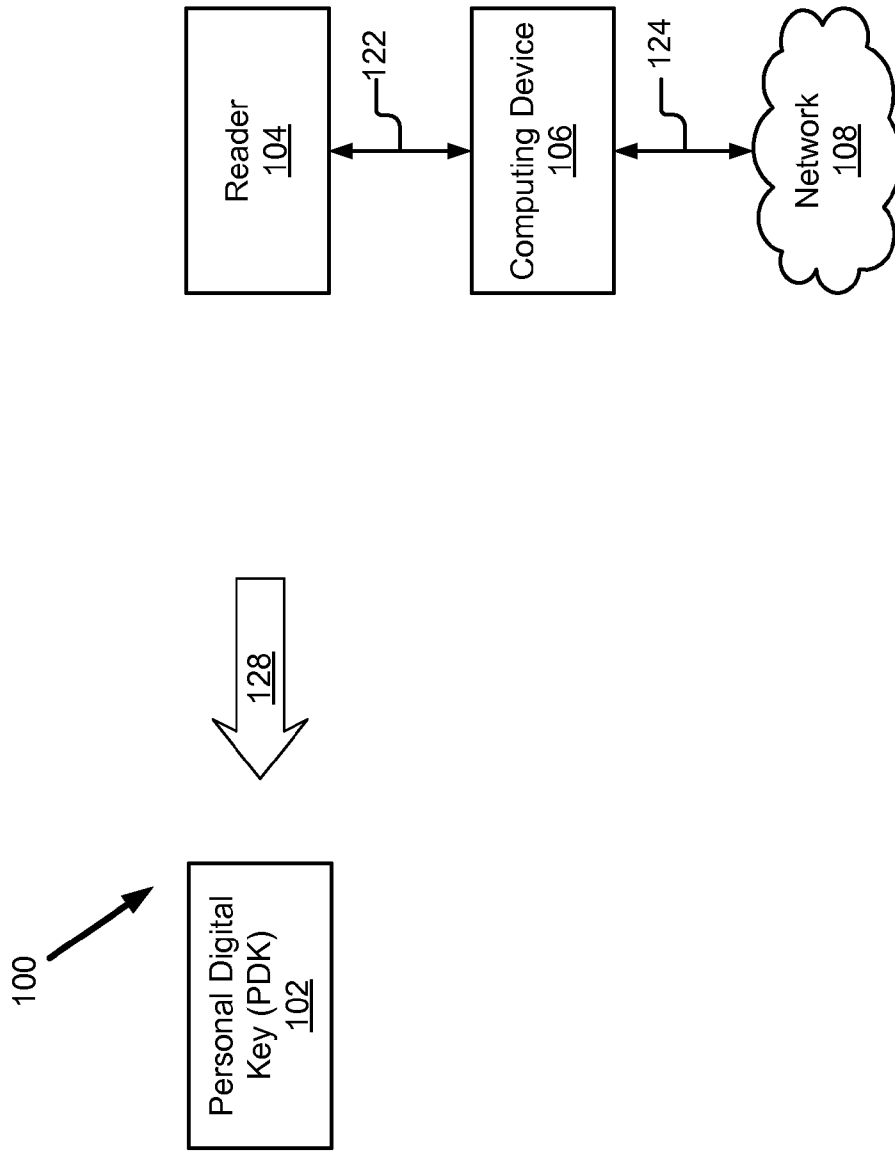 100
Personal Digital
Key (PDK)
102
128
Reader
104
122
Computing Device
106
124
Network
108